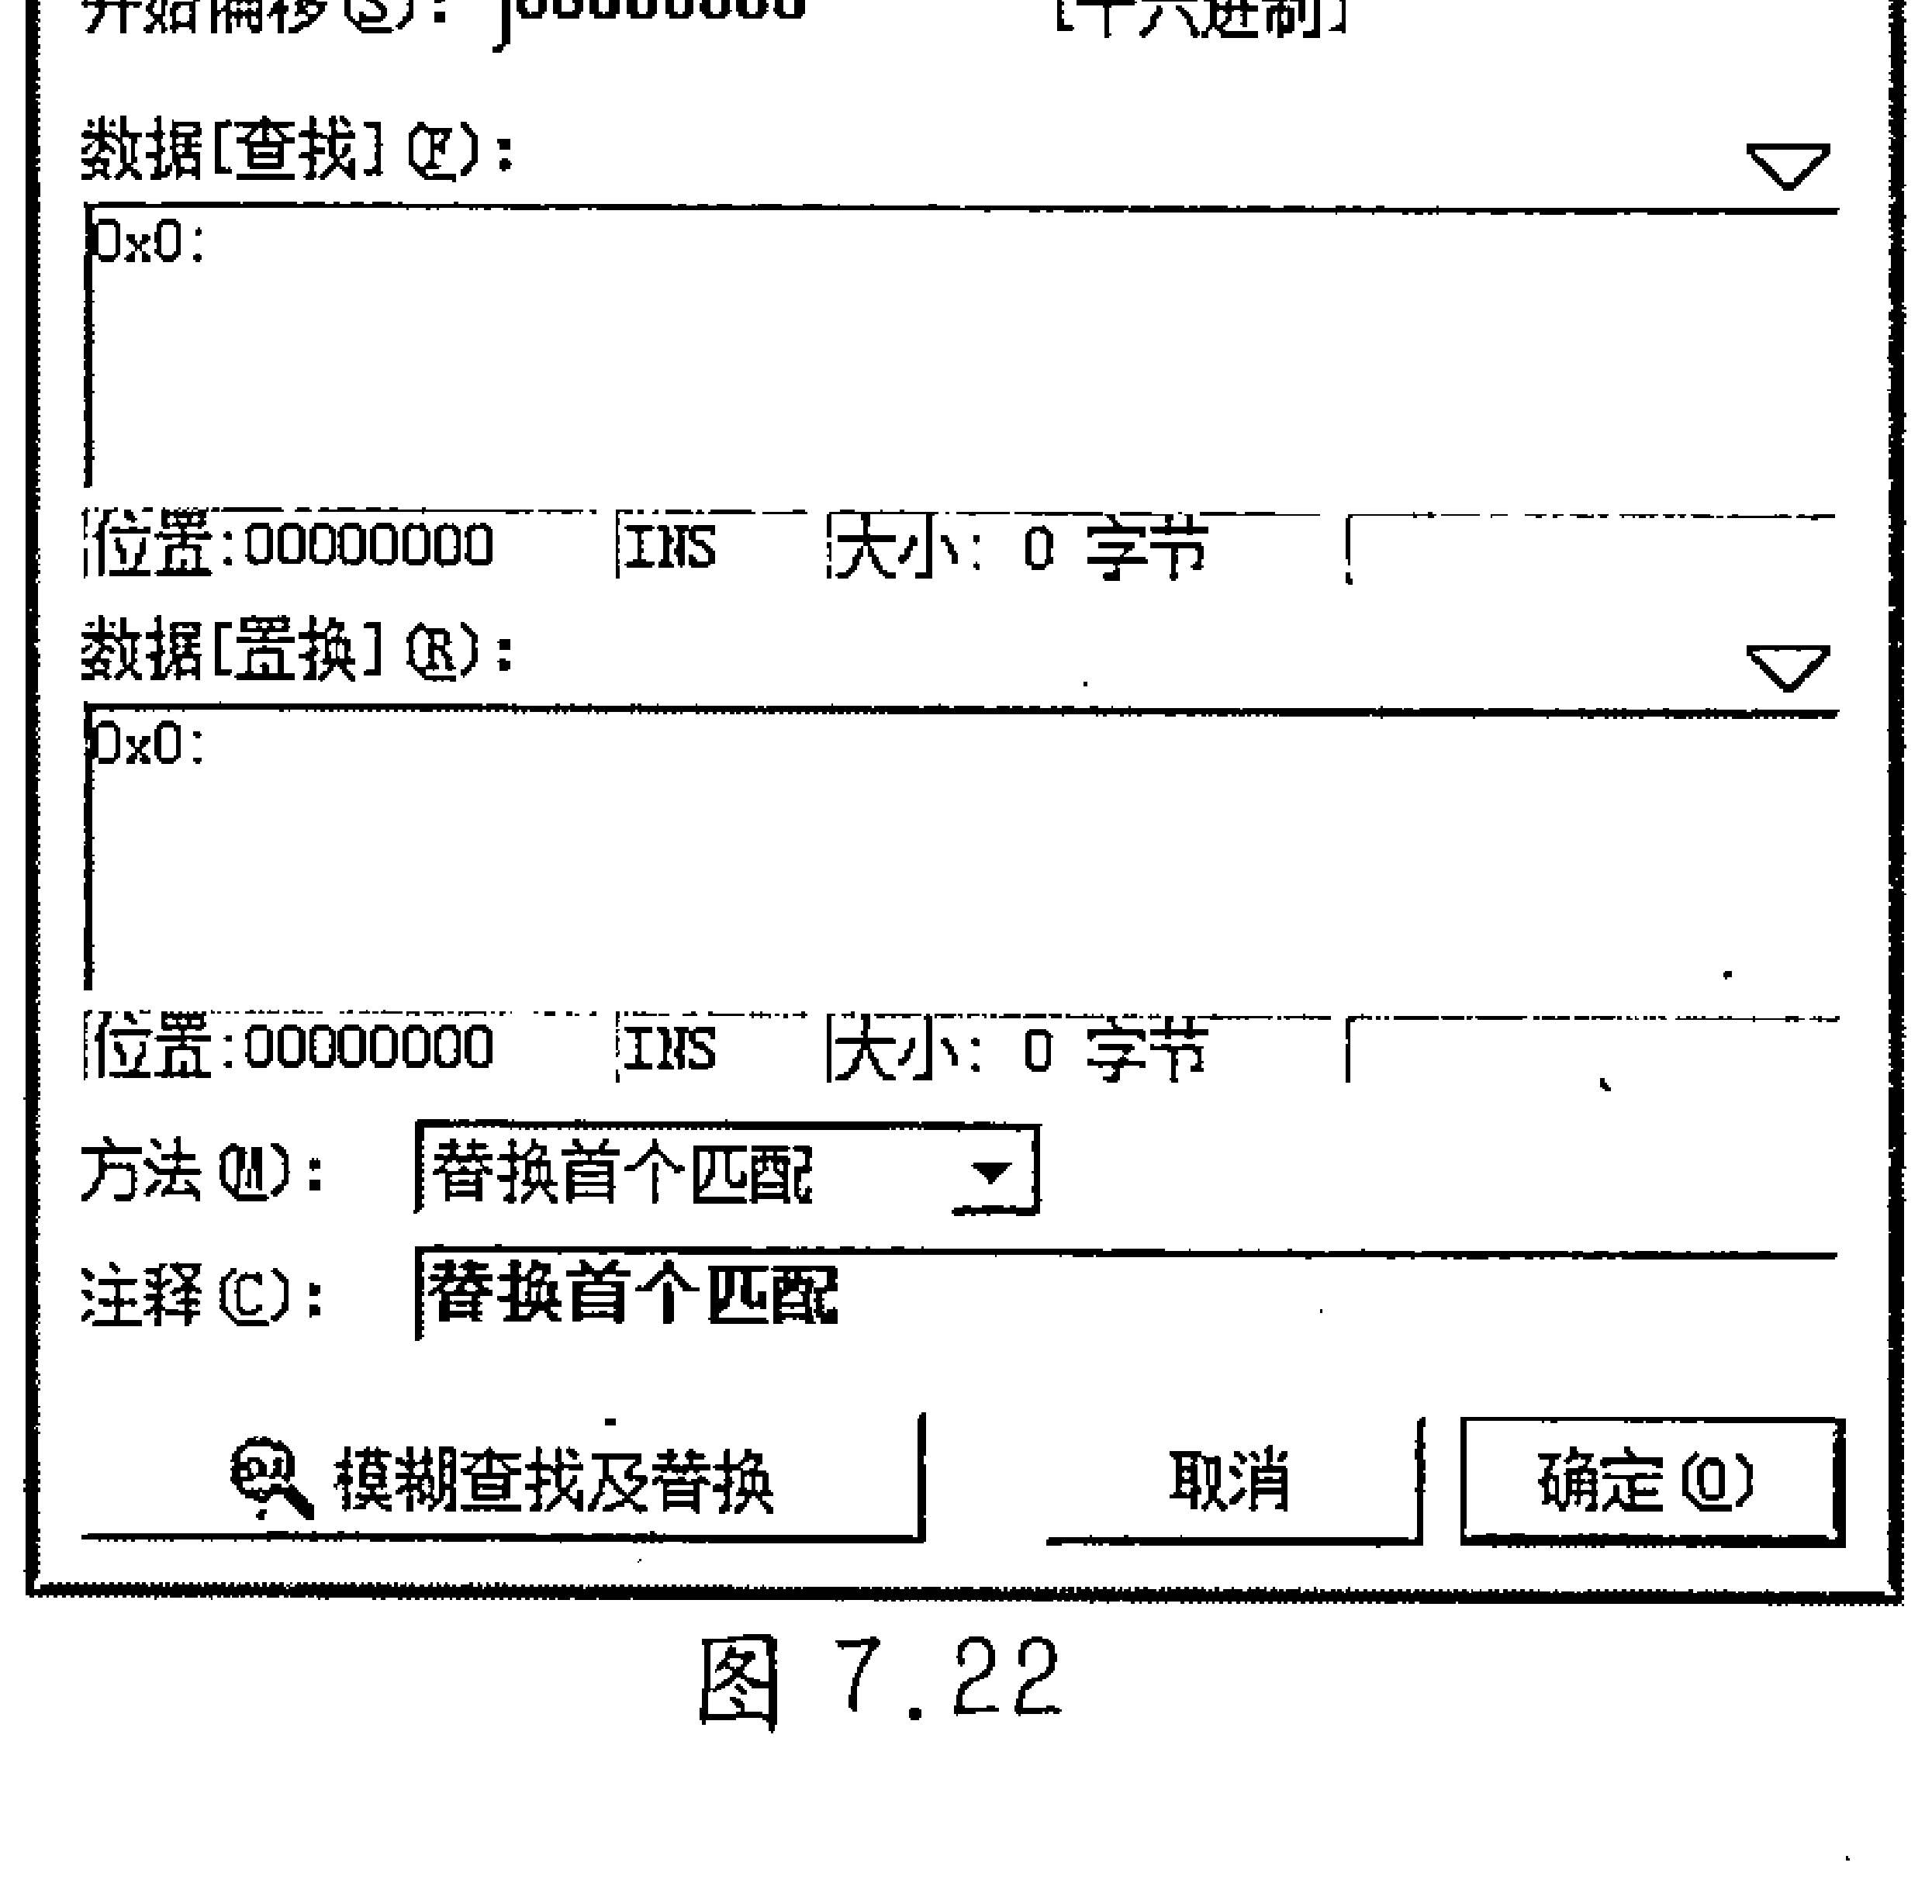 开始偏移(S): 00000000 [十六进制]
数据[查找](F):
0x0:
位置:00000000 INS 大小: 0 字节
数据[置换](R):
0x0:
位置:00000000 INS 大小: 0 字节
方法(M): 替换首个匹配
注释(C): 替换首个匹配
模糊查找及替换 取消 确定(O)
图 7.22